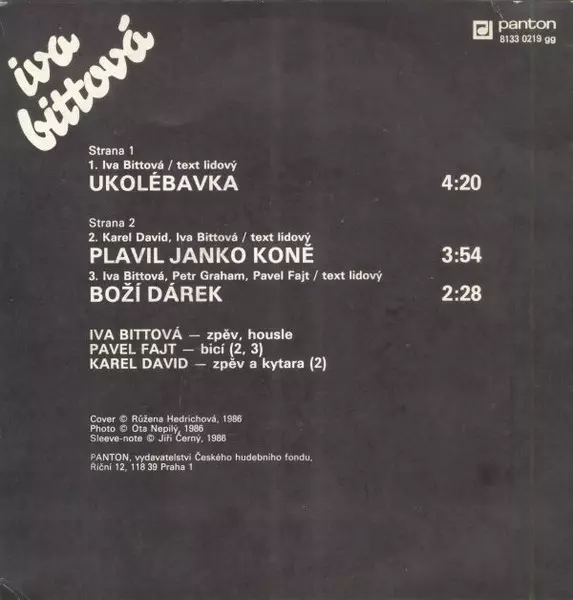 iva
bittová
panton
8133 0219 gg
Strana 1
1. Iva Bittová / text lidový
UKOLÉBAVKA 4:20
Strana 2
2. Karel David, Iva Bittová / text lidový
PLAVIL JANKO KONĚ 3:54
3. Iva Bittová, Petr Graham, Pavel Fajt / text lidový
BOŽÍ DÁREK 2:28
IVA BITTOVÁ — zpěv, housle
PAVEL FAJT — bicí (2, 3)
KAREL DAVID — zpěv a kytara (2)
Cover © Růžena Hedrichová, 1986
Photo © Ota Nepilý, 1986
Sleeve-note © Jiří Černý, 1986
PANTON, vydavatelství Českého hudebního fondu,
Říční 12, 118 39 Praha 1